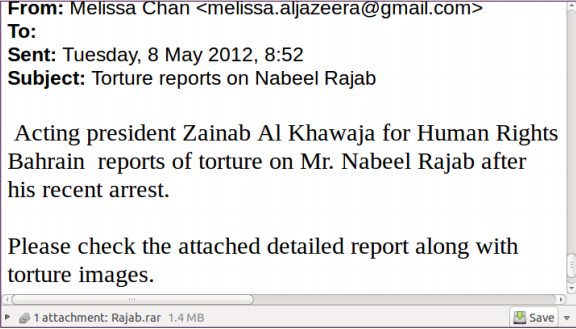 From: Melissa Chan <melissa.aljazeera@gmail.com>
To:
Sent: Tuesday, 8 May 2012, 8:52
Subject: Torture reports on Nabeel Rajab
Acting president Zainab Al Khawaja for Human Rights
Bahrain reports of torture on Mr. Nabeel Rajab after
his recent arrest.
Please check the attached detailed report along with
torture images.
1 attachment: Rajab.rar 1.4 MB Save